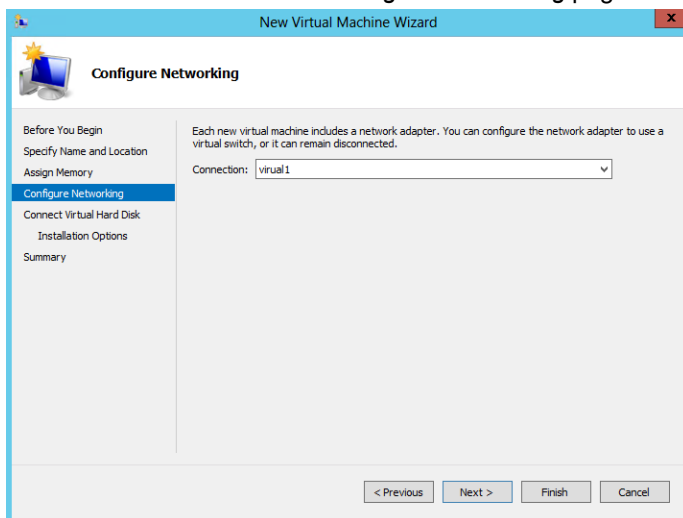 New Virtual Machine Wizard
x
Configure Networking
Before You Begin
Specify Name and Location
Assign Memory
Configure Networking
Connect Virtual Hard Disk
Installation Options
Summary
Each new virtual machine includes a network adapter. You can configure the network adapter to use a
virtual switch, or it can remain disconnected.
Connection: virual1
< Previous Next > Finish Cancel